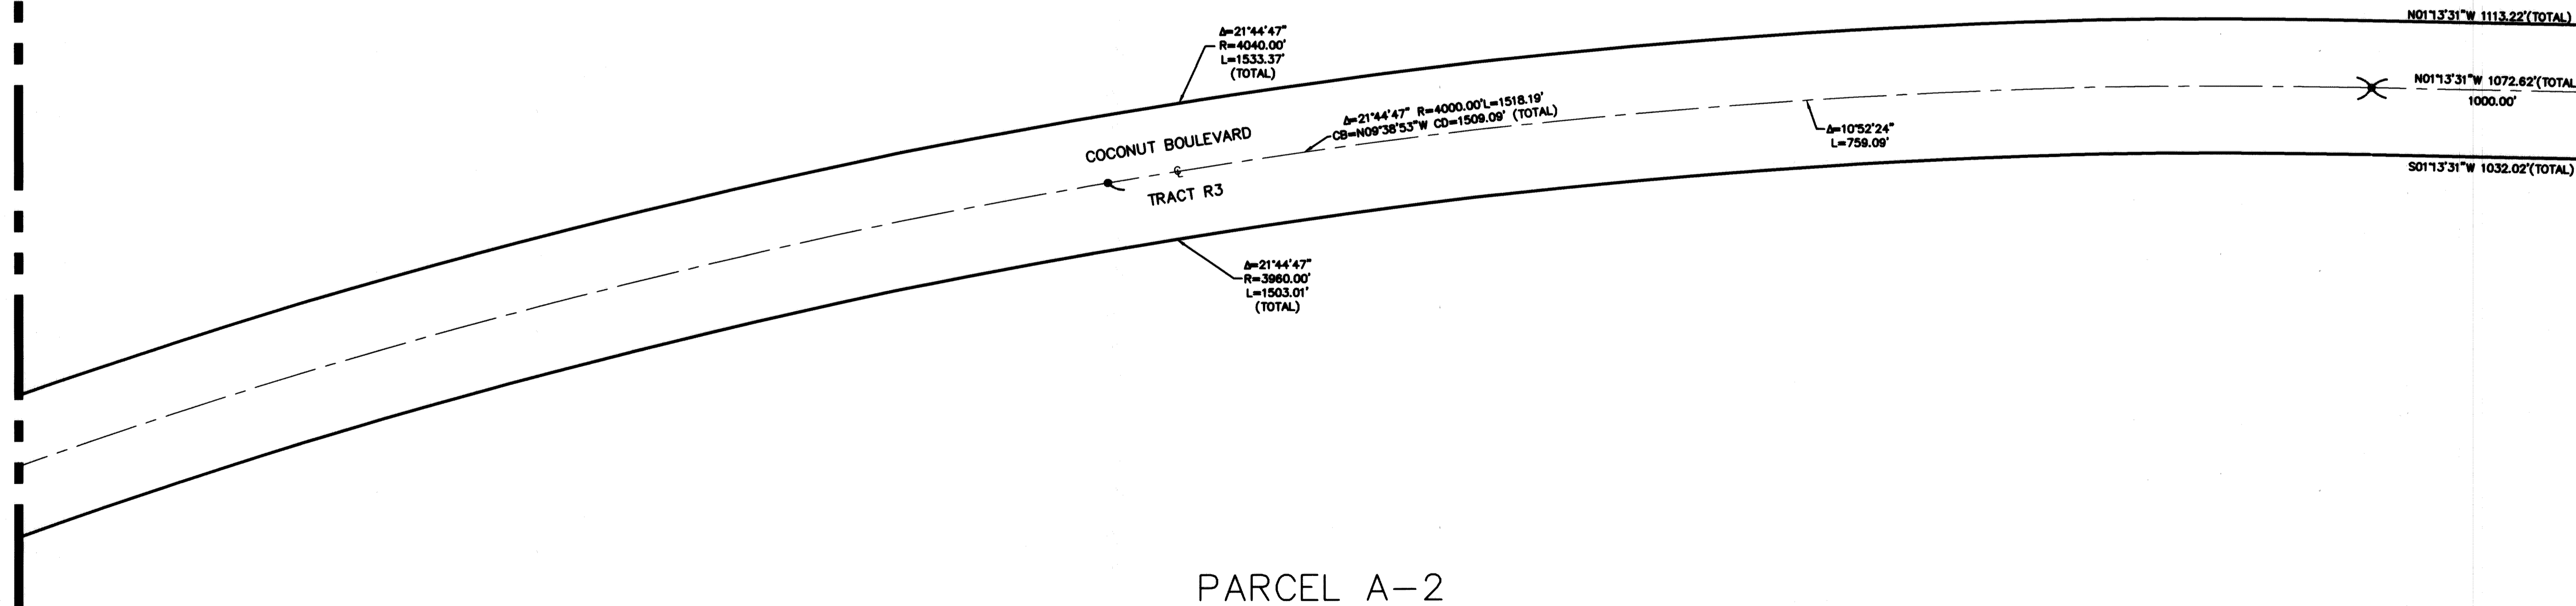 N01°13'31"W 1113.22'(TOTAL)
Δ=21°44'47"
R=4040.00'
L=1533.37'
(TOTAL)
N01°13'31"W 1072.62'(TOTAL
1000.00'
Δ=21°44'47" R=4000.00'L=1518.19'
CB=N09°38'53"W CD=1509.09' (TOTAL)
Δ=10°52'24"
L=759.09'
COCONUT BOULEVARD
℄
TRACT R3
S01°13'31"W 1032.02'(TOTAL)
Δ=21°44'47"
R=3960.00'
L=1503.01'
(TOTAL)
PARCEL A-2